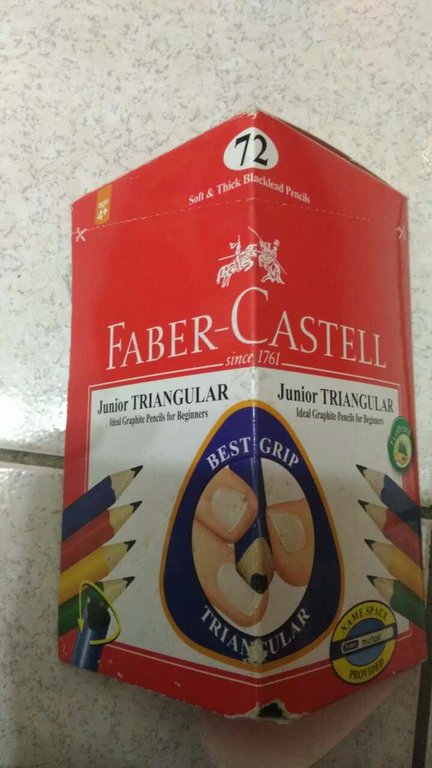 72
Soft & Thick Blacklead Pencils
ages
4+
FABER-CASTELL
since 1761
Junior TRIANGULAR
Ideal Graphite Pencils for Beginners
Junior TRIANGULAR
Ideal Graphite Pencils for Beginners
BEST GRIP
TRIANGULAR
NAME SPACE
PROVIDED